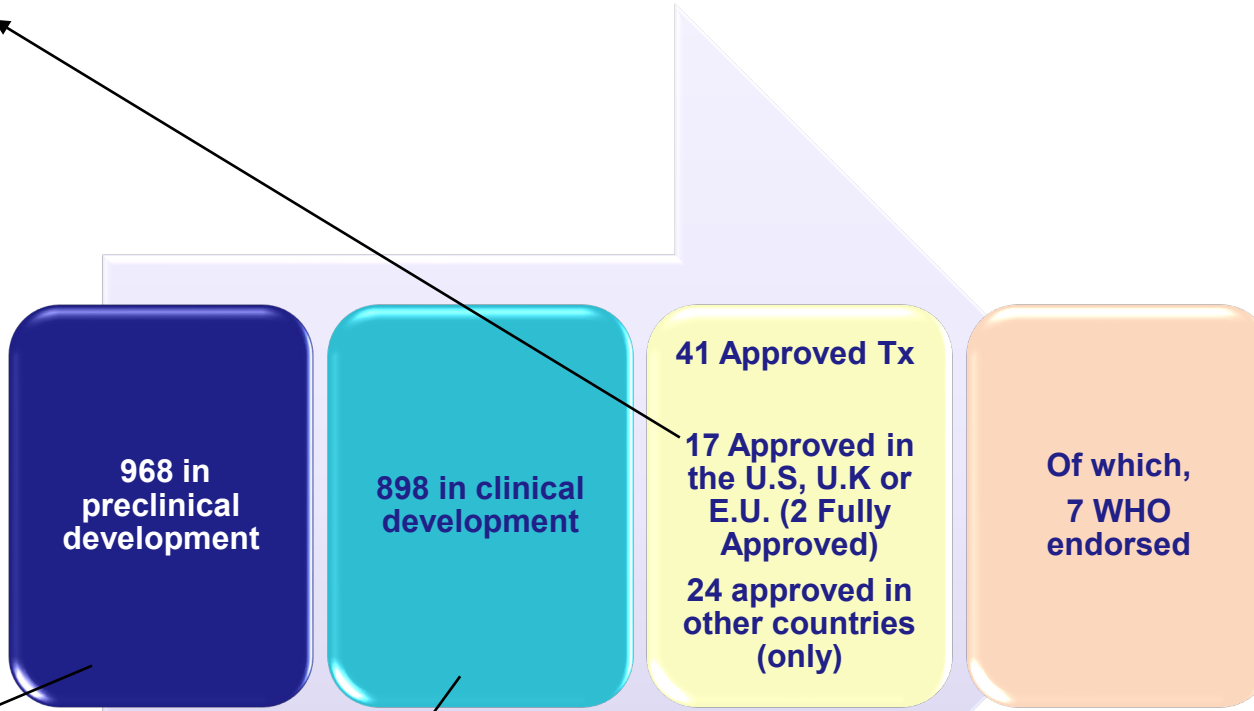 968 in
preclinical
development
898 in clinical
development
41 Approved Tx
17 Approved in
the U.S, U.K or
E.U. (2 Fully
Approved)
24 approved in
other countries
(only)
Of which,
7 WHO
endorsed